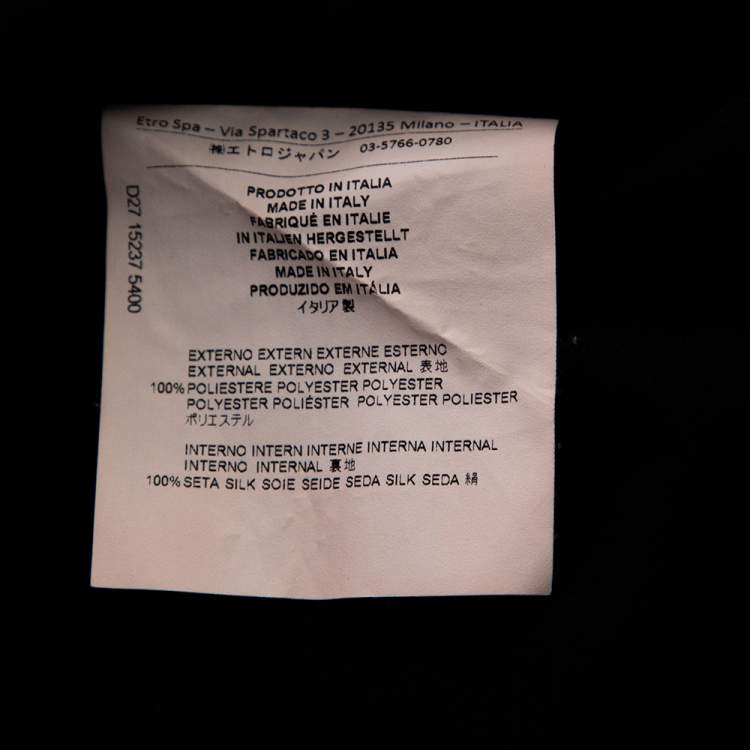 Etro Spa – Via Spartaco 3 – 20135 Milano – ITALIA
㈱エトロジャパン 03-5766-0780
D27 15237 5400
PRODOTTO IN ITALIA
MADE IN ITALY
FABRIQUÉ EN ITALIE
IN ITALIEN HERGESTELLT
FABRICADO EN ITALIA
MADE IN ITALY
PRODUZIDO EM ITÁLIA
イタリア製
EXTERNO EXTERN EXTERNE ESTERNO
EXTERNAL EXTERNO EXTERNAL 表地
100% POLIESTERE POLYESTER POLYESTER
POLYESTER POLIÉSTER POLYESTER POLIESTER
ポリエステル
INTERNO INTERN INTERNE INTERNA INTERNAL
INTERNO INTERNAL 裏地
100% SETA SILK SOIE SEIDE SEDA SILK SEDA 絹